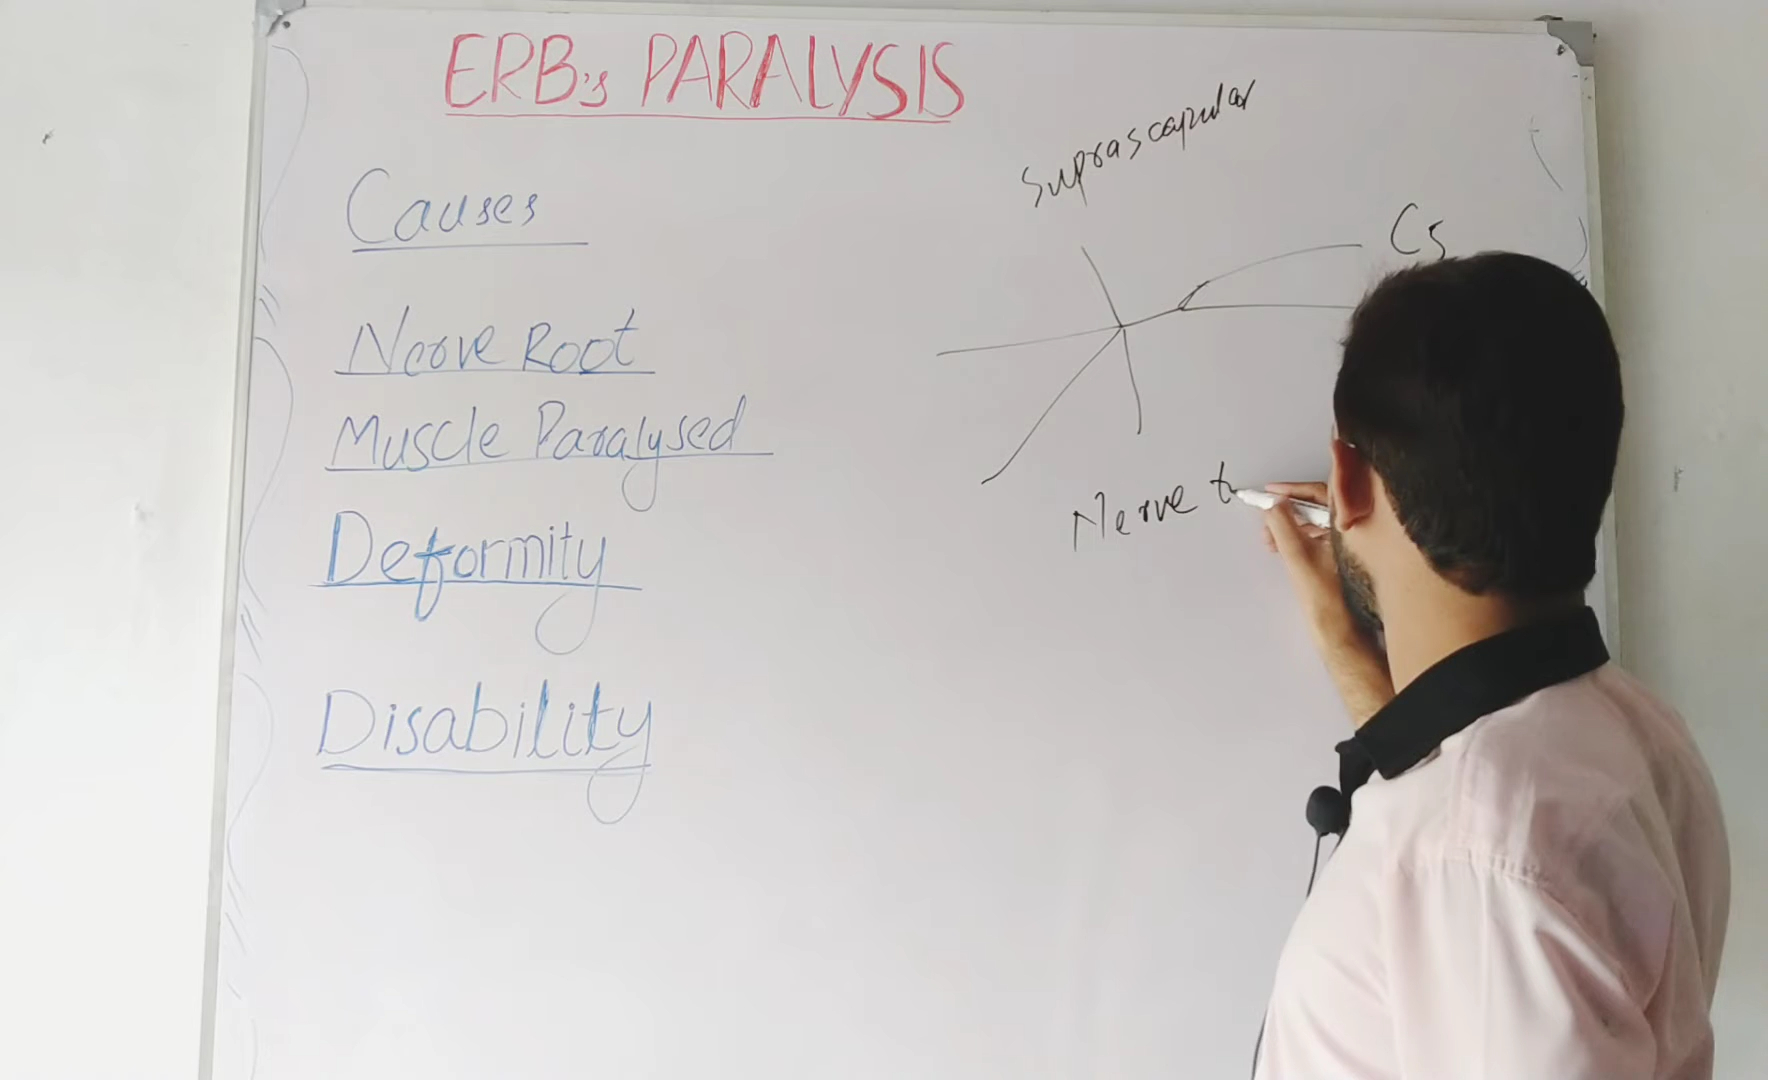 ERB's PARALYSIS
Causes
Nerve Root
Muscle Paralysed
Deformity
Disability
Suprascapular
C5
Nerve t